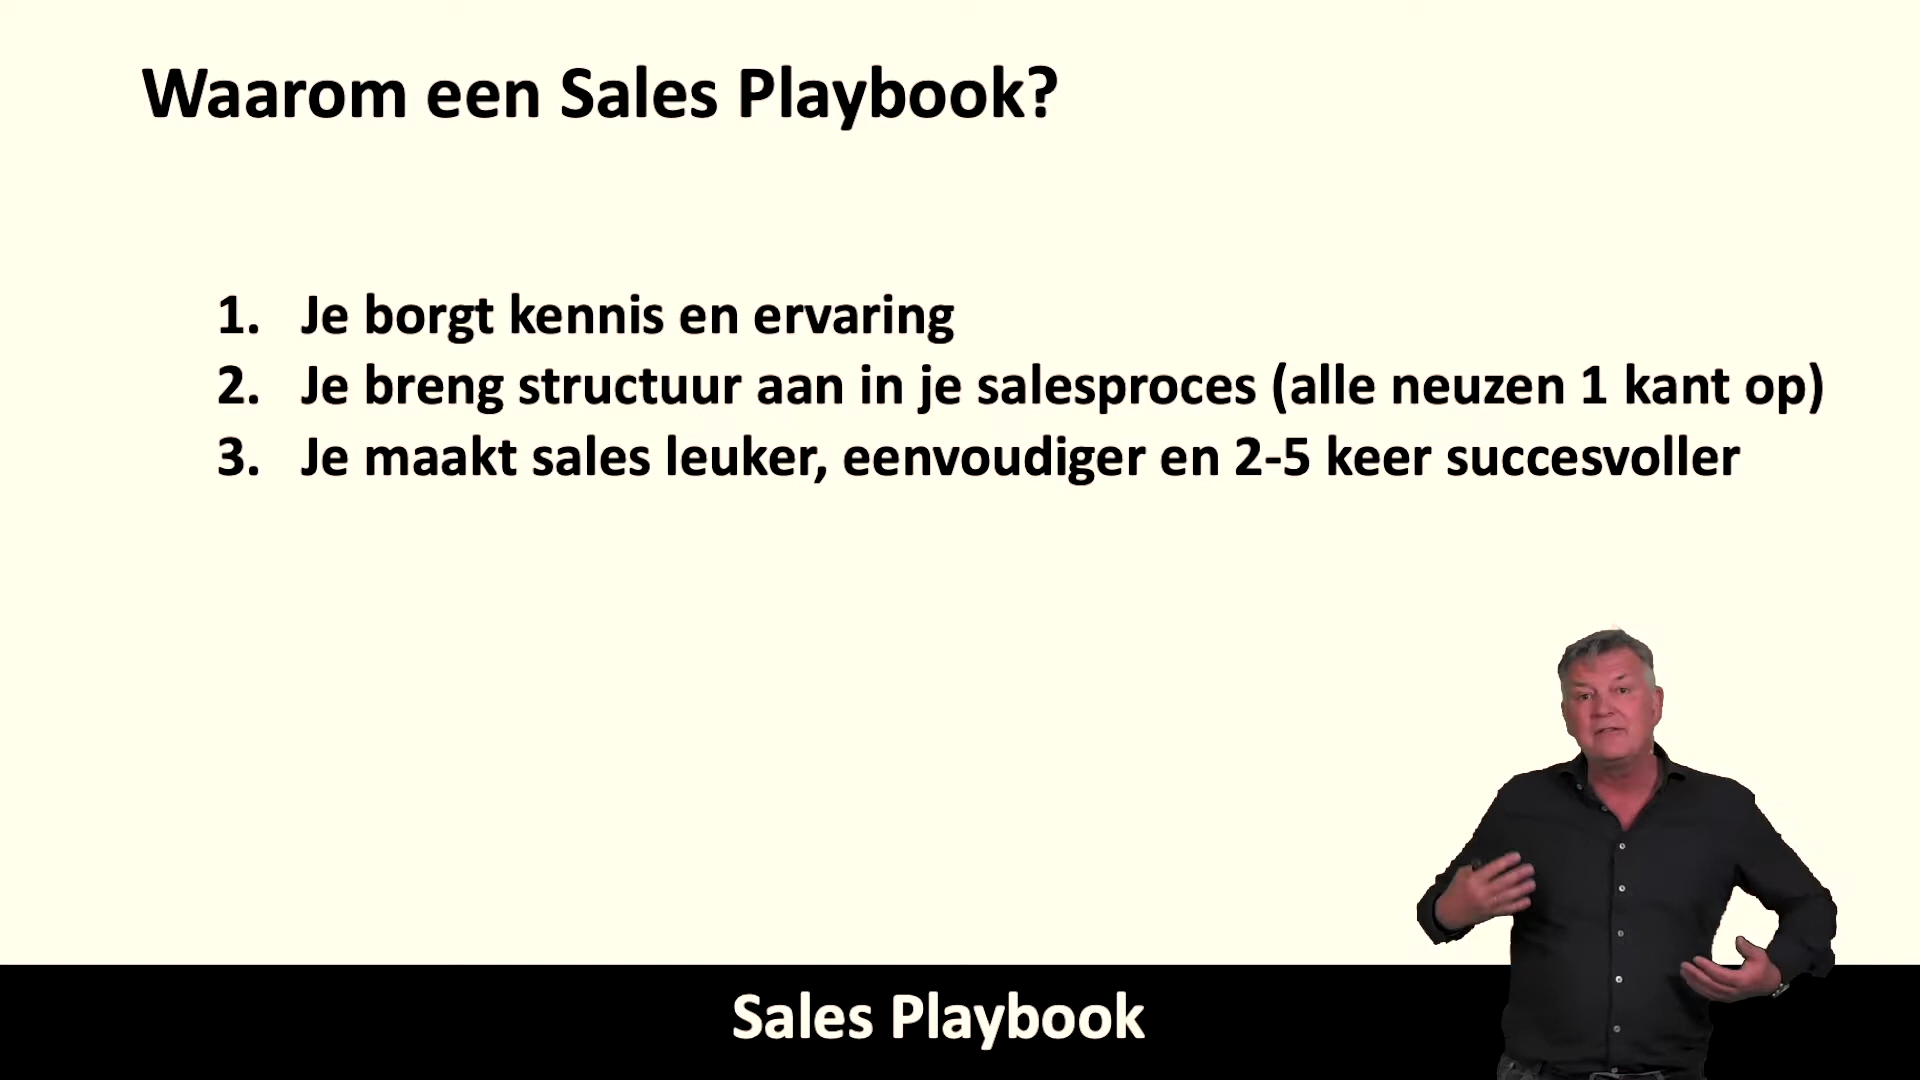 Waarom een Sales Playbook?
1. Je borgt kennis en ervaring
2. Je breng structuur aan in je salesproces (alle neuzen 1 kant op)
3. Je maakt sales leuker, eenvoudiger en 2-5 keer succesvoller
Sales Playbook